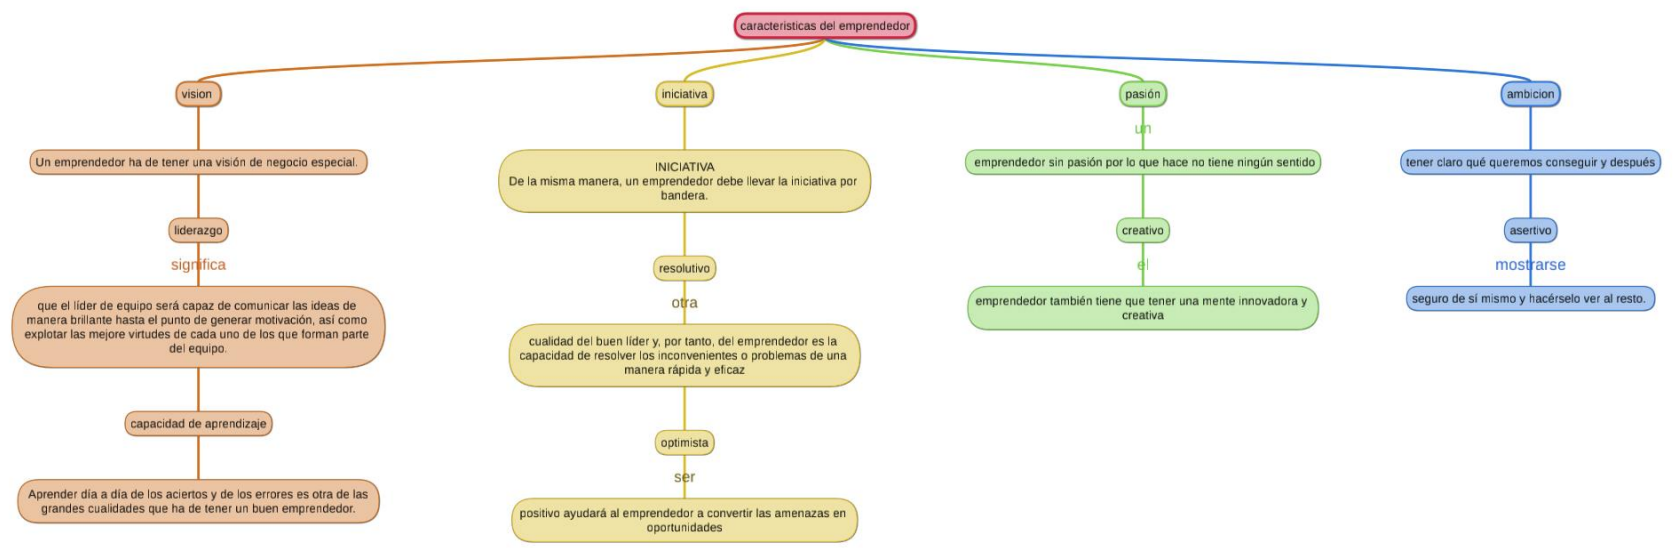 caracteristicas del emprendedor
vision
Un emprendedor ha de tener una visión de negocio especial.
liderazgo
significa
que el líder de equipo será capaz de comunicar las ideas de
manera brillante hasta el punto de generar motivación, así como
explotar las mejore virtudes de cada uno de los que forman parte
del equipo.
capacidad de aprendizaje
Aprender día a día de los aciertos y de los errores es otra de las
grandes cualidades que ha de tener un buen emprendedor.
iniciativa
INICIATIVA
De la misma manera, un emprendedor debe llevar la iniciativa por
bandera.
resolutivo
otra
cualidad del buen líder y, por tanto, del emprendedor es la
capacidad de resolver los inconvenientes o problemas de una
manera rápida y eficaz
optimista
ser
positivo ayudará al emprendedor a convertir las amenazas en
oportunidades
pasión
un
emprendedor sin pasión por lo que hace no tiene ningún sentido
creativo
el
emprendedor también tiene que tener una mente innovadora y
creativa
ambicion
tener claro qué queremos conseguir y después
asertivo
mostrarse
seguro de sí mismo y hacérselo ver al resto.